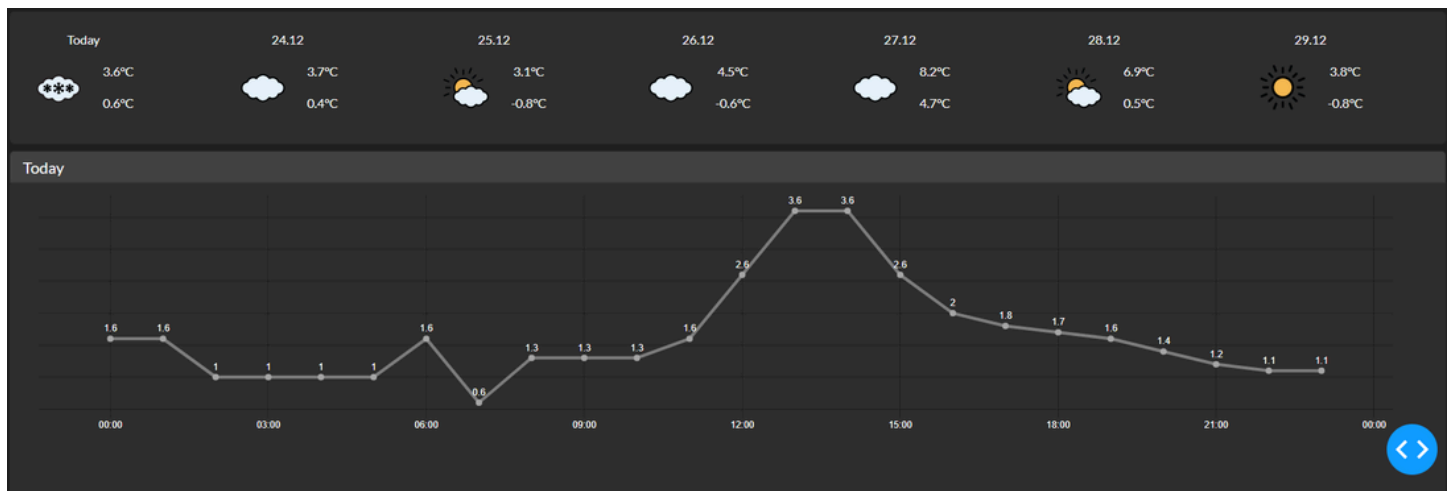 Today 24.12 25.12 26.12 27.12 28.12 29.12
3.6°C 3.7°C 3.1°C 4.5°C 8.2°C 6.9°C 3.8°C
0.6°C 0.4°C -0.8°C -0.6°C 4.7°C 0.5°C -0.8°C
Today
1.6 1.6 1 1 1 1 1.6 0.6 1.3 1.3 1.3 1.6 2.6 3.6 3.6 2.6 2 1.8 1.7 1.6 1.4 1.2 1.1 1.1
00:00 03:00 06:00 09:00 12:00 15:00 18:00 21:00 00:00